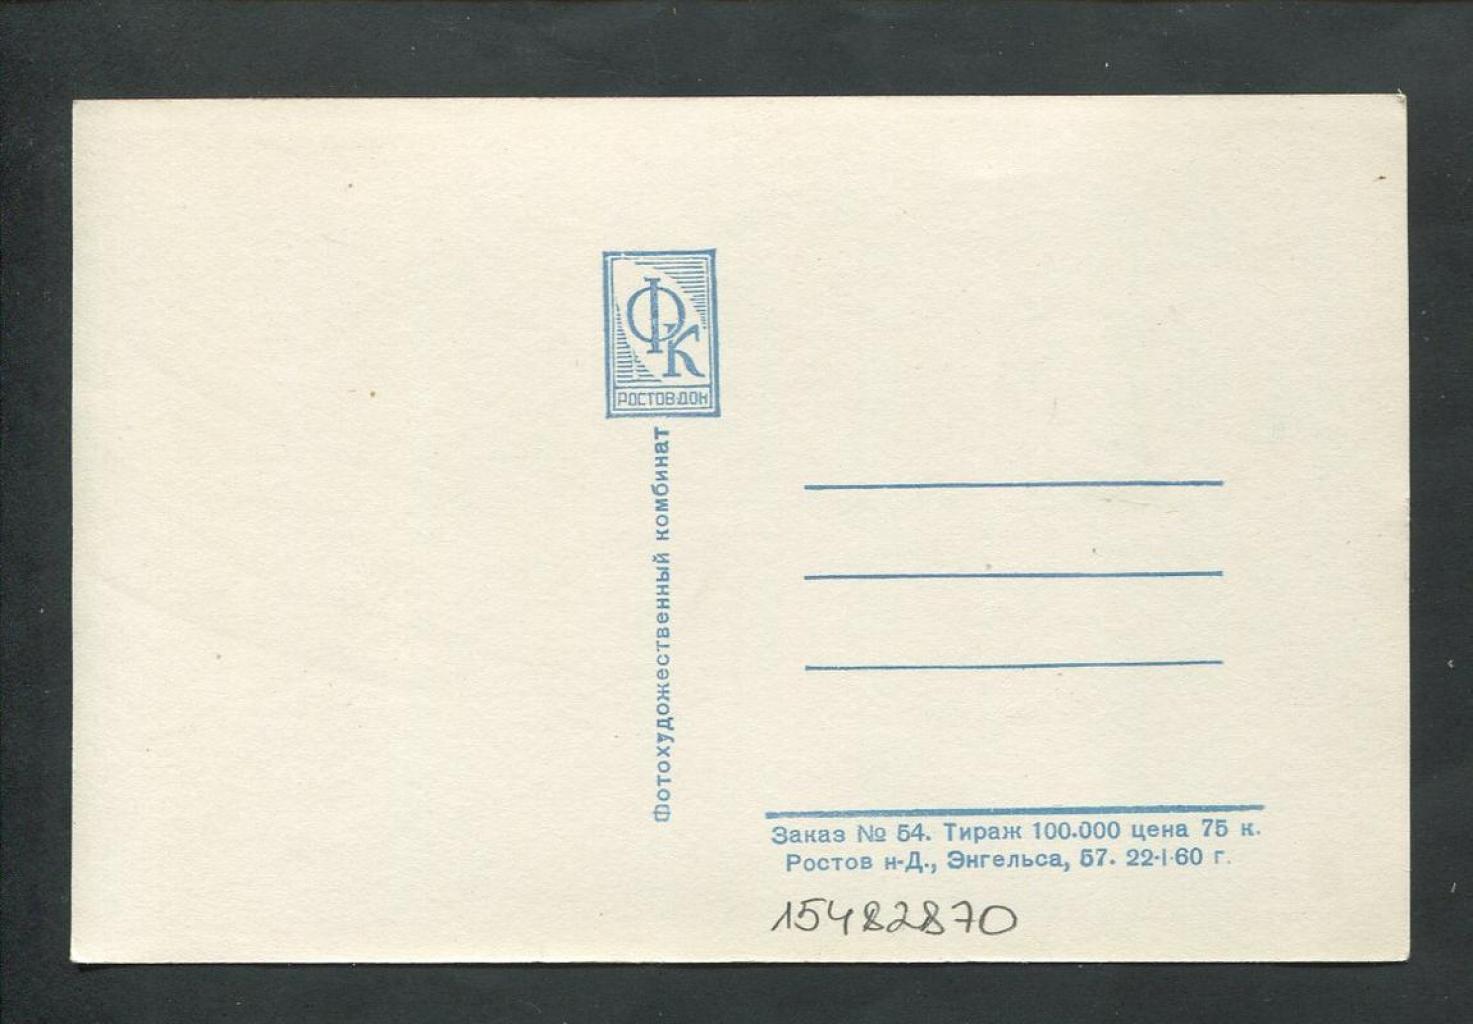 ФК
РОСТОВ-ДОН
Фотохудожественный комбинат
Заказ № 54. Тираж 100.000 цена 75 к.
Ростов н-Д., Энгельса, 57. 22-I-60 г.
15482870